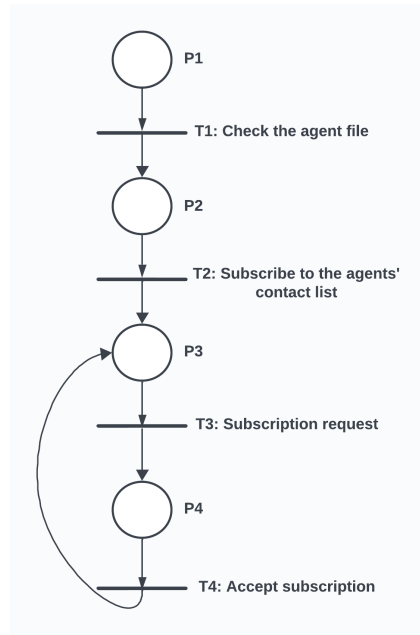 P1
T1: Check the agent file
P2
T2: Subscribe to the agents'
contact list
P3
T3: Subscription request
P4
T4: Accept subscription